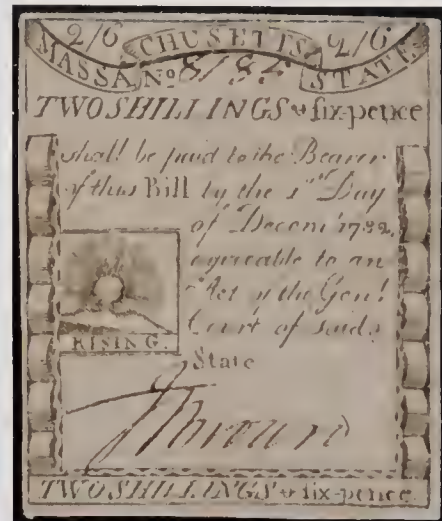 2/6 CHUSETTS 2/6
MASSA Nº 8185 STATE
TWO SHILLINGS & six-pence
shall be paid to the Bearer
of this Bill by the 1st Day
of Decem' 1782,
agreeable to an
Act of the Gen!
Court of said
RISING
State
TWO SHILLINGS & six-pence.